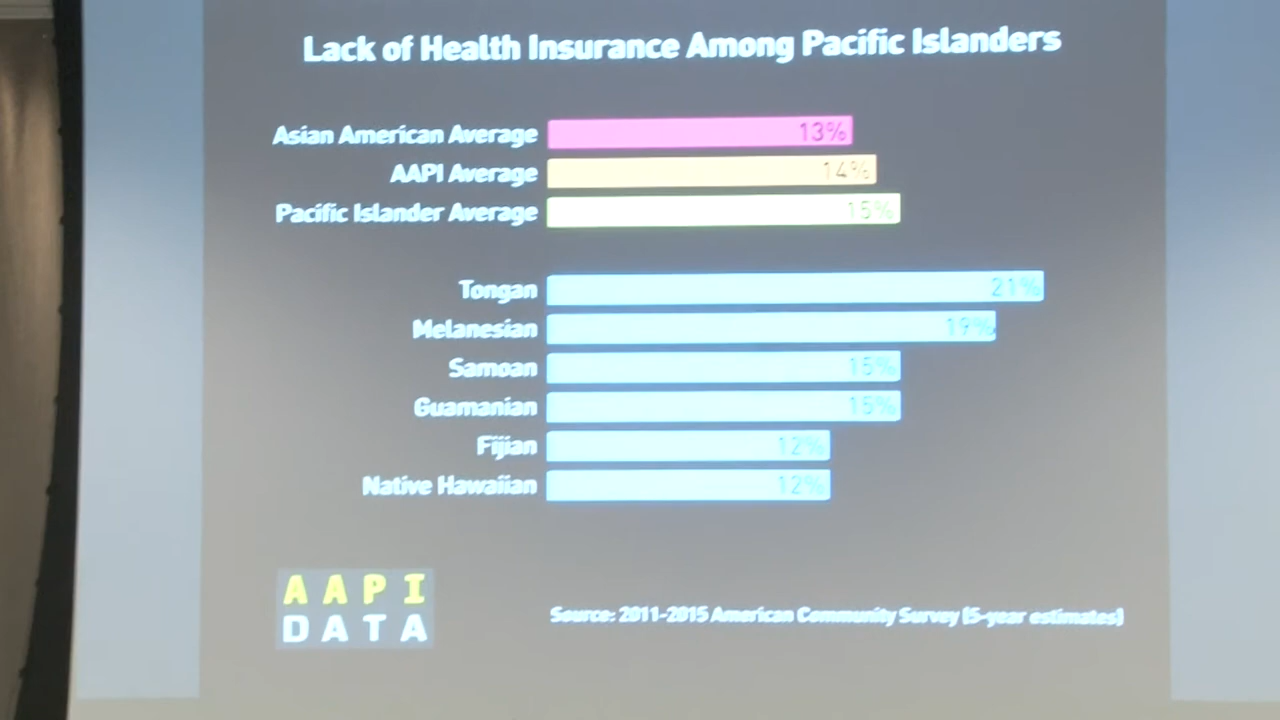 Lack of Health Insurance Among Pacific Islanders
Asian American Average 13%
AAPI Average 14%
Pacific Islander Average 15%
Tongan 21%
Melanesian 19%
Samoan 15%
Guamanian 15%
Fijian 12%
Native Hawaiian 12%
AAPI
DATA
Source: 2011-2015 American Community Survey (5-year estimates)